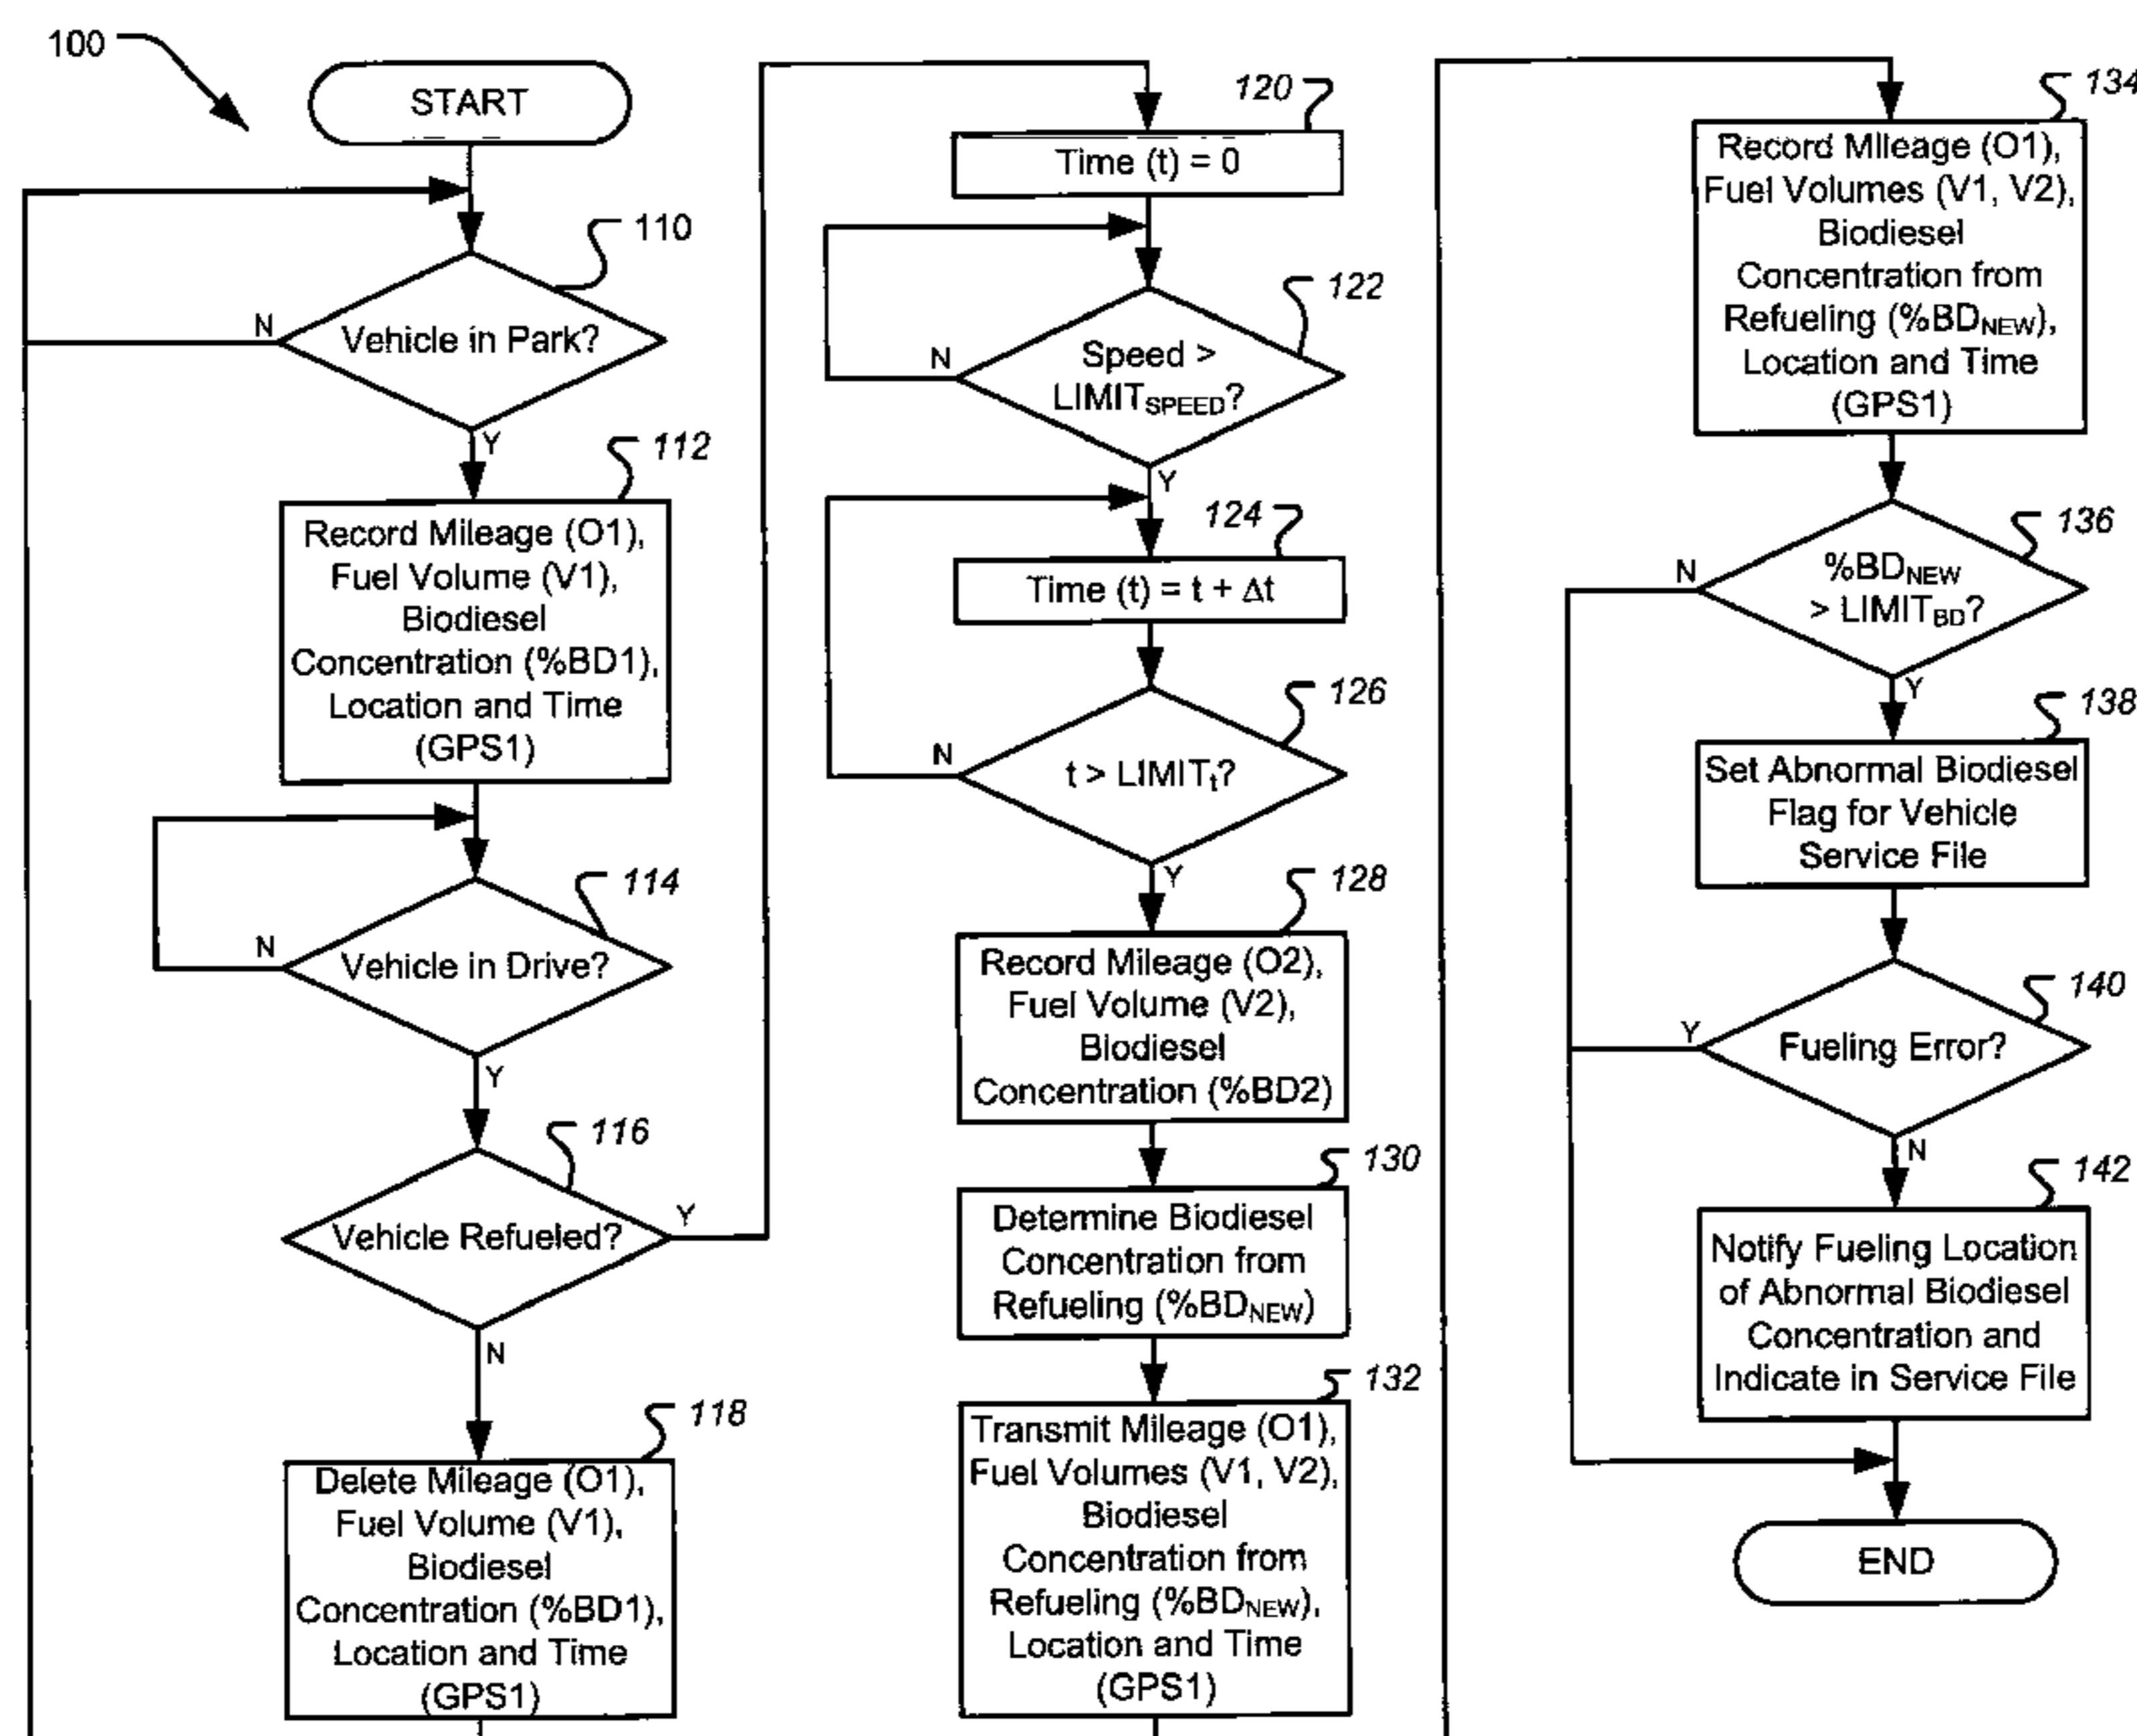 100
START
110
Vehicle in Park?
N
Y
112
Record Mileage (O1),
Fuel Volume (V1),
Biodiesel
Concentration (%BD1),
Location and Time
(GPS1)
114
N
Vehicle in Drive?
Y
116
Vehicle Refueled?
Y
N
118
Delete Mileage (O1),
Fuel Volume (V1),
Biodiesel
Concentration (%BD1),
Location and Time
(GPS1)
120
Time (t) = 0
122
N
Speed >
LIMITSPEED?
Y
124
Time (t) = t + Δt
126
N
t > LIMITt?
Y
128
Record Mileage (O2),
Fuel Volume (V2),
Biodiesel
Concentration (%BD2)
130
Determine Biodiesel
Concentration from
Refueling (%BDNEW)
132
Transmit Mileage (O1),
Fuel Volumes (V1, V2),
Biodiesel
Concentration from
Refueling (%BDNEW),
Location and Time
(GPS1)
134
Record Mileage (O1),
Fuel Volumes (V1, V2),
Biodiesel
Concentration from
Refueling (%BDNEW),
Location and Time
(GPS1)
136
N
%BDNEW
> LIMITBD?
Y
138
Set Abnormal Biodiesel
Flag for Vehicle
Service File
140
Y
Fueling Error?
N
142
Notify Fueling Location
of Abnormal Biodiesel
Concentration and
Indicate in Service File
END